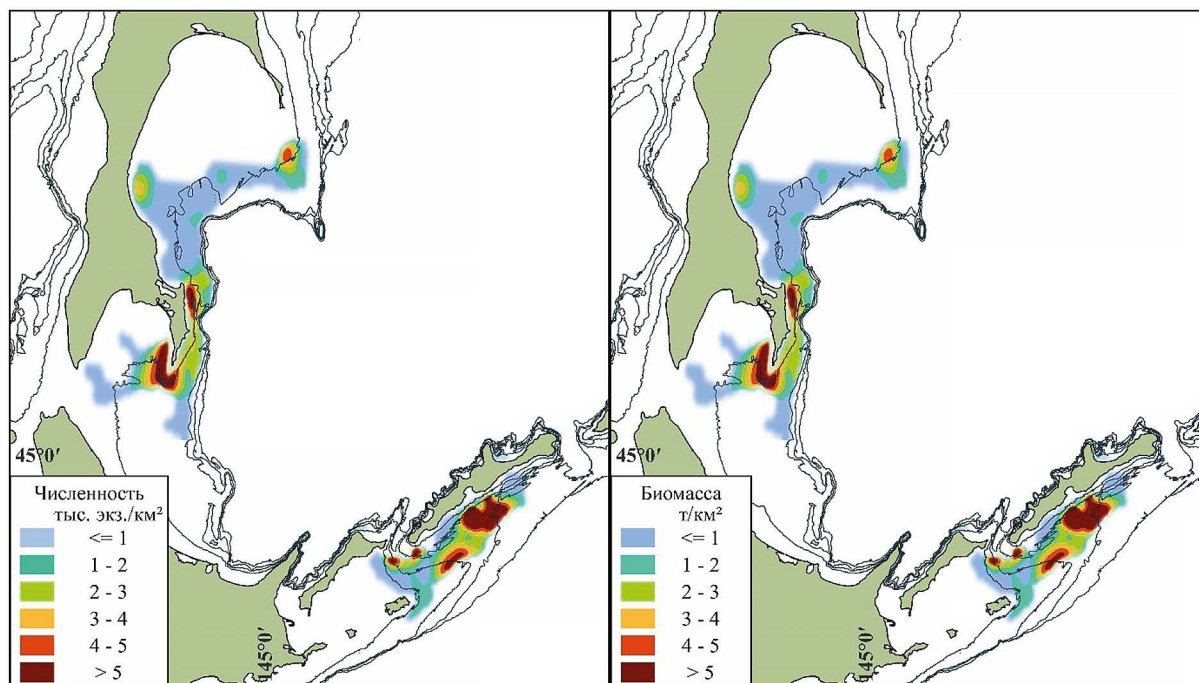 45°0′
Численность
тыс. экз./км²
<= 1
1 - 2
2 - 3
3 - 4
4 - 5
> 5
145°0′
45°0′
Биомасса
т/км²
<= 1
1 - 2
2 - 3
3 - 4
4 - 5
> 5
145°0′